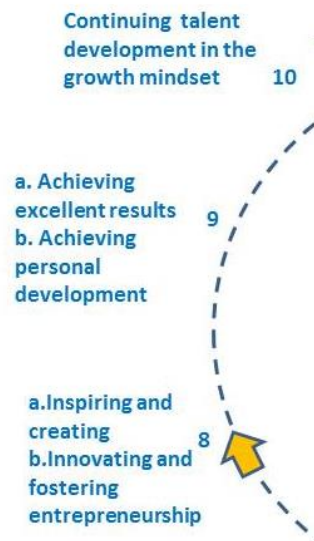 Continuing talent
development in the
growth mindset 10
a. Achieving
excellent results 9
b. Achieving
personal
development
a.Inspiring and
creating 8
b.Innovating and
fostering
entrepreneurship